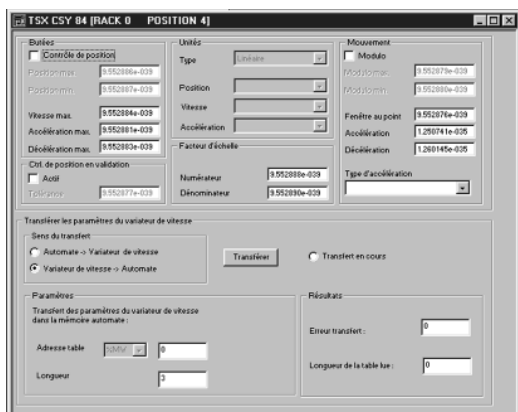 TSX CSY 84 [RACK 0 POSITION 4]
Butées
Contrôle de position
Position max. 9.552886e-039
Position min. 9.552887e-039
Vitesse max. 9.552884e-039
Accélération max. 9.552881e-039
Décélération max. 9.552883e-039
Ctrl. de position en validation
Actif
Tolérance 9.552877e-039
Unités
Type Linéaire
Position
Vitesse
Accélération
Facteur d'échelle
Numérateur 9.552888e-039
Dénominateur 9.552890e-039
Mouvement
Modulo
Modulo max. 9.552879e-039
Modulo min. 9.552880e-039
Fenêtre au point 9.552876e-039
Accélération 1.250741e-035
Décélération 1.260145e-035
Type d'accélération
Transférer les paramètres du variateur de vitesse
Sens du transfert
Automate -> Variateur de vitesse
Variateur de vitesse -> Automate
Transférer
Transfert en cours
Paramètres
Transfert des paramètres du variateur de vitesse
dans la mémoire automate :
Adresse table %MW 0
Longueur 3
Résultats
Erreur transfert : 0
Longueur de la table lue : 0